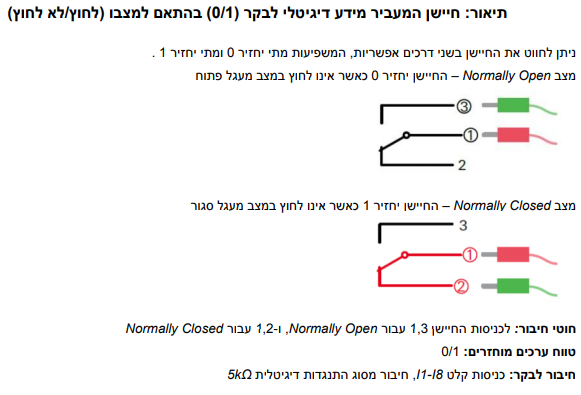 תיאור: חיישן המעביר מידע דיגיטלי לבקר (0/1) בהתאם למצבו (לחוץ/לא לחוץ)
ניתן לחווט את החיישן בשני דרכים אפשריות, המשפיעות מתי יחזיר 0 ומתי יחזיר 1 .
מצב Normally Open – החיישן יחזיר 0 כאשר אינו לחוץ במצב מעגל פתוח
3
1
2
מצב Normally Closed – החיישן יחזיר 1 כאשר אינו לחוץ במצב מעגל סגור
3
1
2
חוטי חיבור: לכניסות החיישן 1,3 עבור Normally Open, ו-1,2 עבור Normally Closed
טווח ערכים מוחזרים: 0/1
חיבור לבקר: כניסות קלט I1-I8, חיבור מסוג התנגדות דיגיטלית 5kΩ